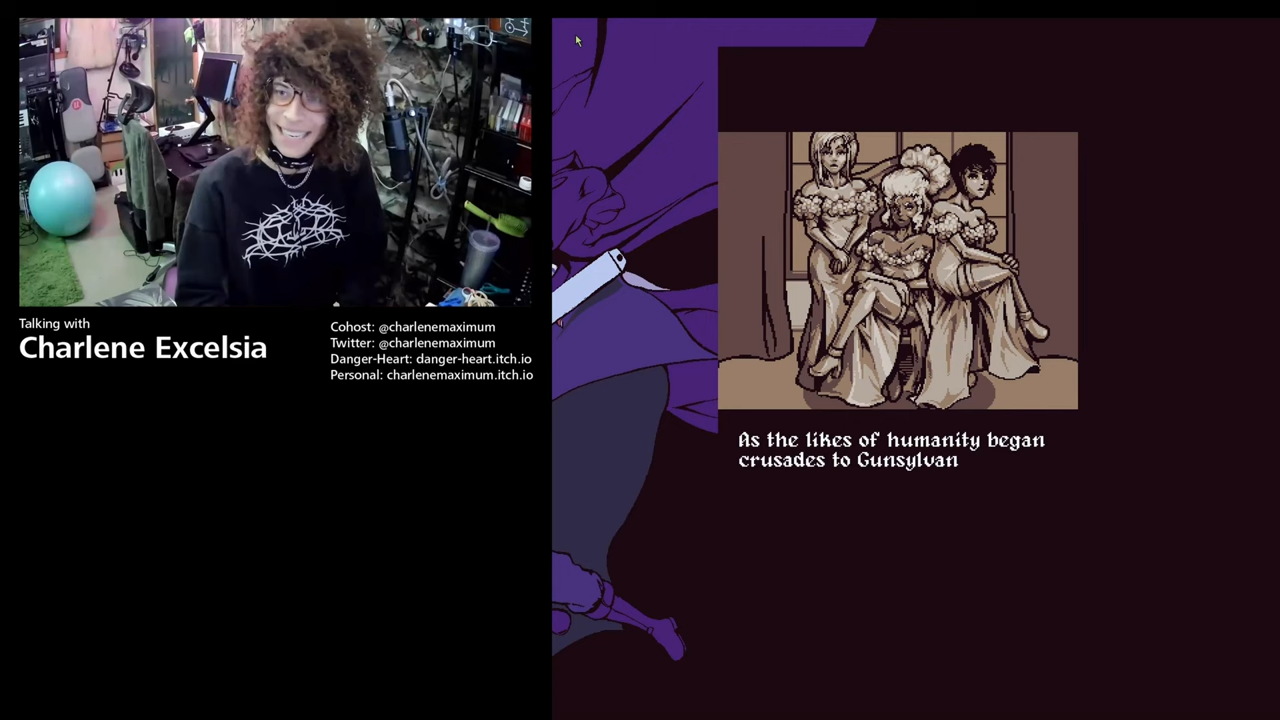 Talking with
Charlene Excelsia
Cohost: @charlenemaximum
Twitter: @charlenemaximum
Danger-Heart: danger-heart.itch.io
Personal: charlenemaximum.itch.io
As the likes of humanity began
crusades to Gunsylvan